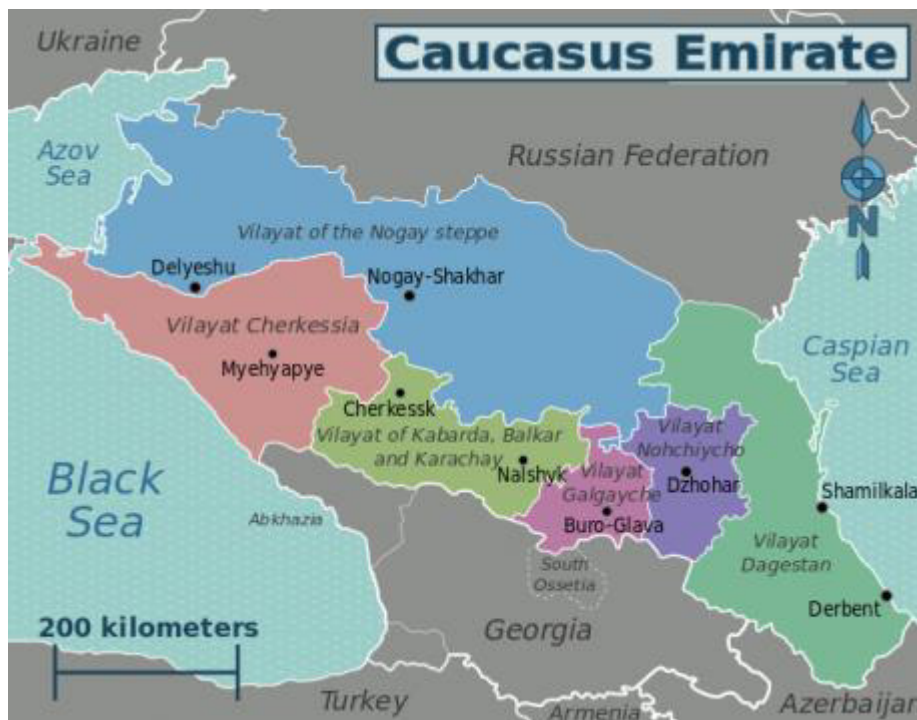 Ukraine
Caucasus Emirate
Azov
Sea
Russian Federation
N
Vilayat of the Nogay steppe
Delyeshu
Nogay-Shakhar
Vilayat Cherkessia
Myehyapye
Caspian
Sea
Cherkessk
Vilayat of Kabarda, Balkar
and Karachay
Nalshyk
Vilayat
Nohchiycho
Vilayat
Galgayche
Dzhohar
Buro-Glava
Shamilkala
Black
Sea
Abkhazia
South
Ossetia
Vilayat
Dagestan
Derbent
200 kilometers
Georgia
Turkey
Armenia
Azerbaijan